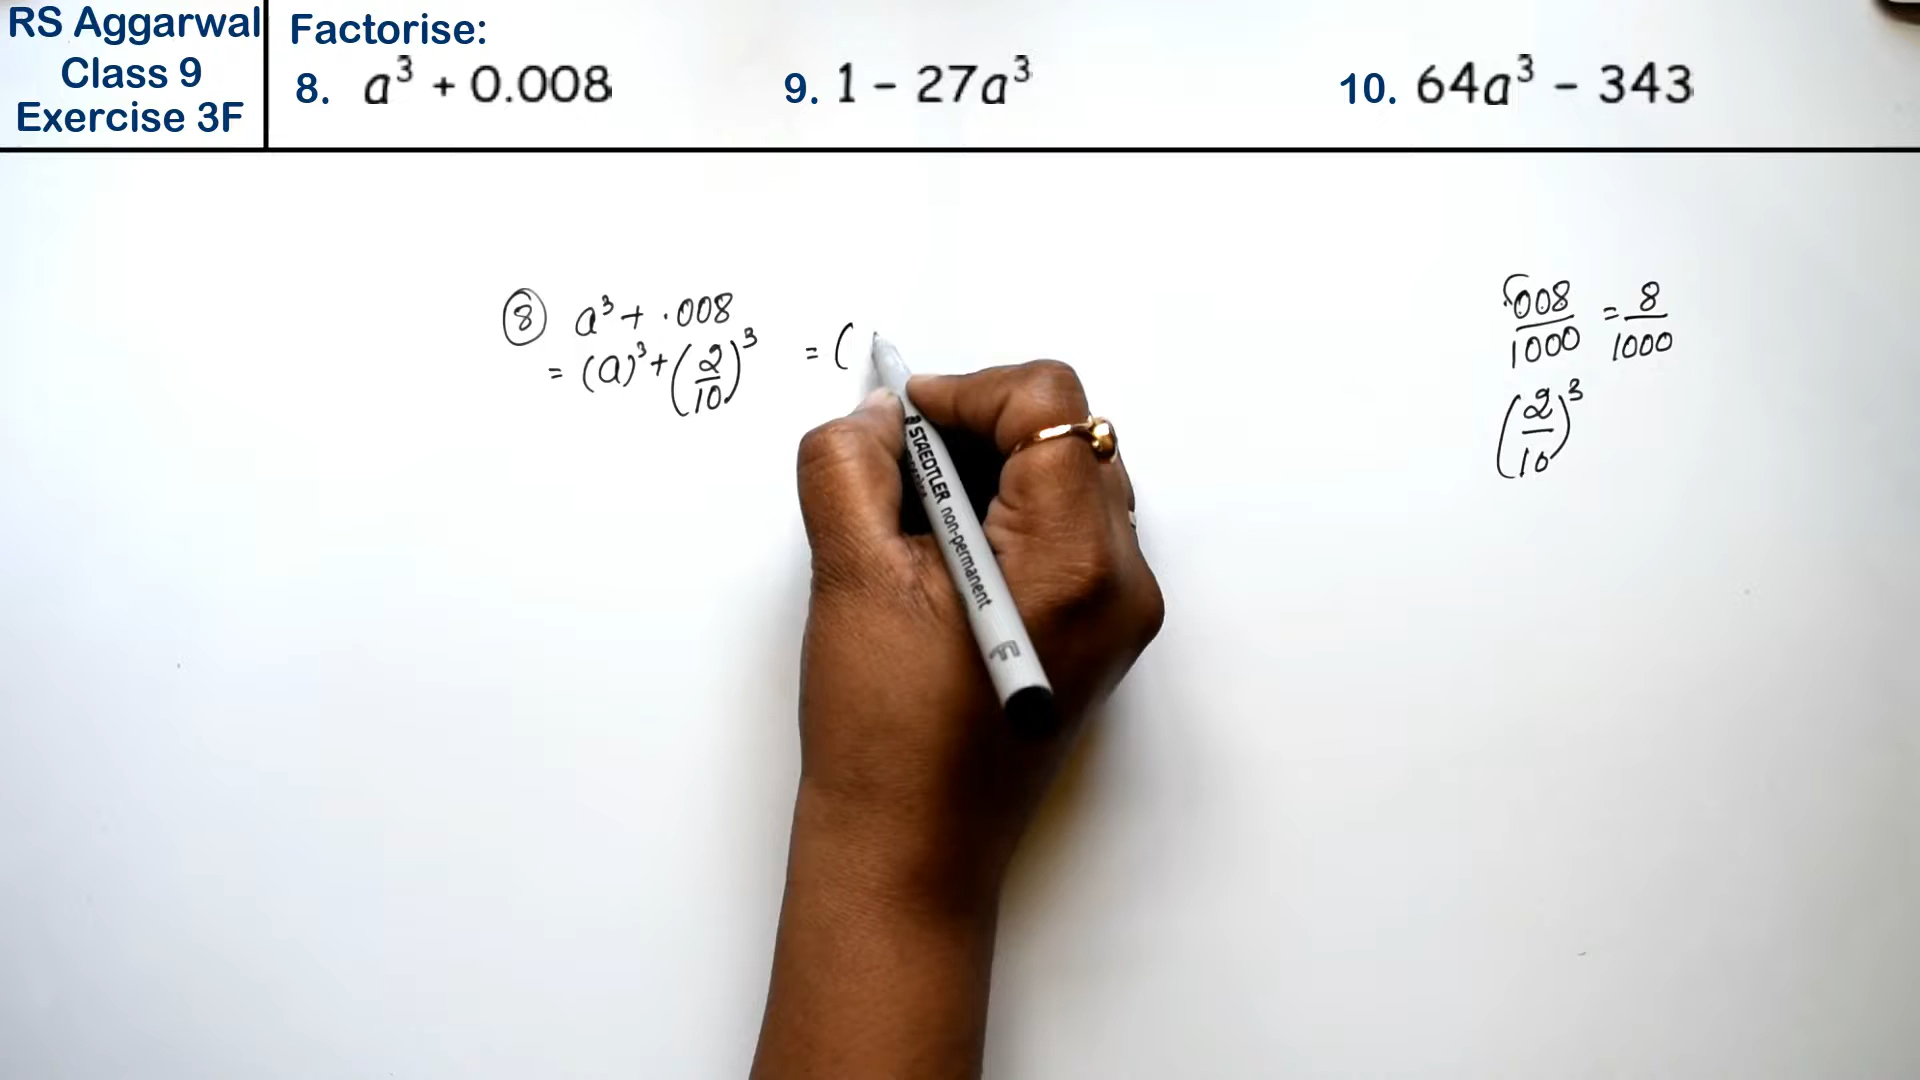 RS Aggarwal
Class 9
Exercise 3F
Factorise:
8. a³ + 0.008
9. 1 − 27a³
10. 64a³ − 343
⑧ a³ + .008
= (a)³ + (2/10)³ = (
.008/1000 = 8/1000
(2/10)³
STAEDTLER non-permanent
F